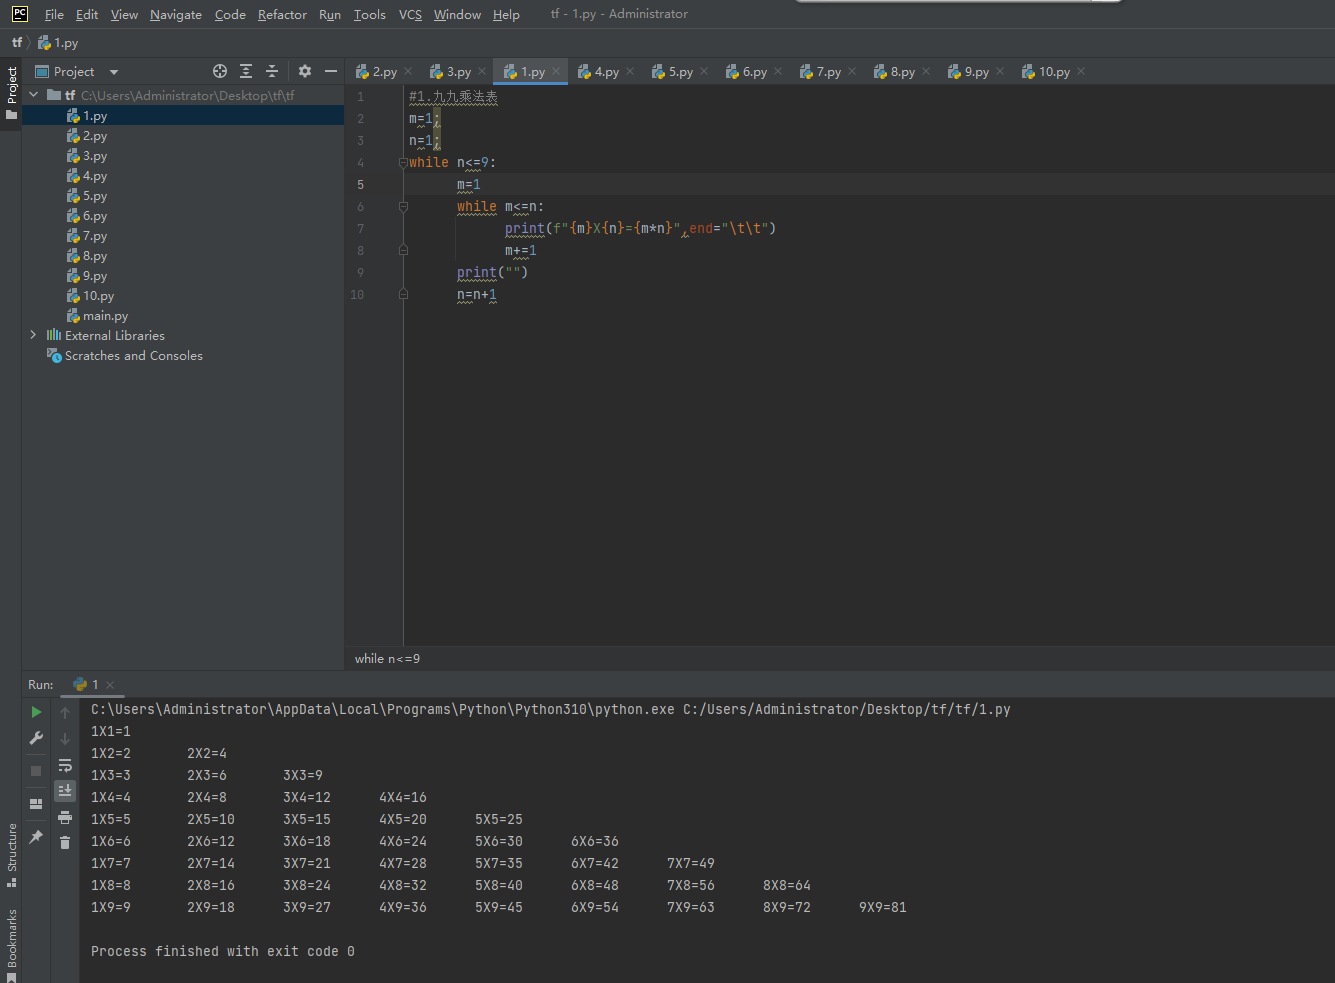 PC File Edit View Navigate Code Refactor Run Tools VCS Window Help tf - 1.py - Administrator
tf 1.py
Project
Project
2.py 3.py 1.py 4.py 5.py 6.py 7.py 8.py 9.py 10.py
tf C:\Users\Administrator\Desktop\tf\tf
1.py
2.py
3.py
4.py
5.py
6.py
7.py
8.py
9.py
10.py
main.py
External Libraries
Scratches and Consoles
1 #1.九九乘法表
2 m=1;
3 n=1;
4 while n<=9:
5 m=1
6 while m<=n:
7 print(f"{m}X{n}={m*n}",end="\t\t")
8 m+=1
9 print("")
10 n=n+1
while n<=9
Run: 1
C:\Users\Administrator\AppData\Local\Programs\Python\Python310\python.exe C:/Users/Administrator/Desktop/tf/tf/1.py
1X1=1
1X2=2 2X2=4
1X3=3 2X3=6 3X3=9
1X4=4 2X4=8 3X4=12 4X4=16
1X5=5 2X5=10 3X5=15 4X5=20 5X5=25
1X6=6 2X6=12 3X6=18 4X6=24 5X6=30 6X6=36
1X7=7 2X7=14 3X7=21 4X7=28 5X7=35 6X7=42 7X7=49
1X8=8 2X8=16 3X8=24 4X8=32 5X8=40 6X8=48 7X8=56 8X8=64
1X9=9 2X9=18 3X9=27 4X9=36 5X9=45 6X9=54 7X9=63 8X9=72 9X9=81
Process finished with exit code 0
Structure
Bookmarks